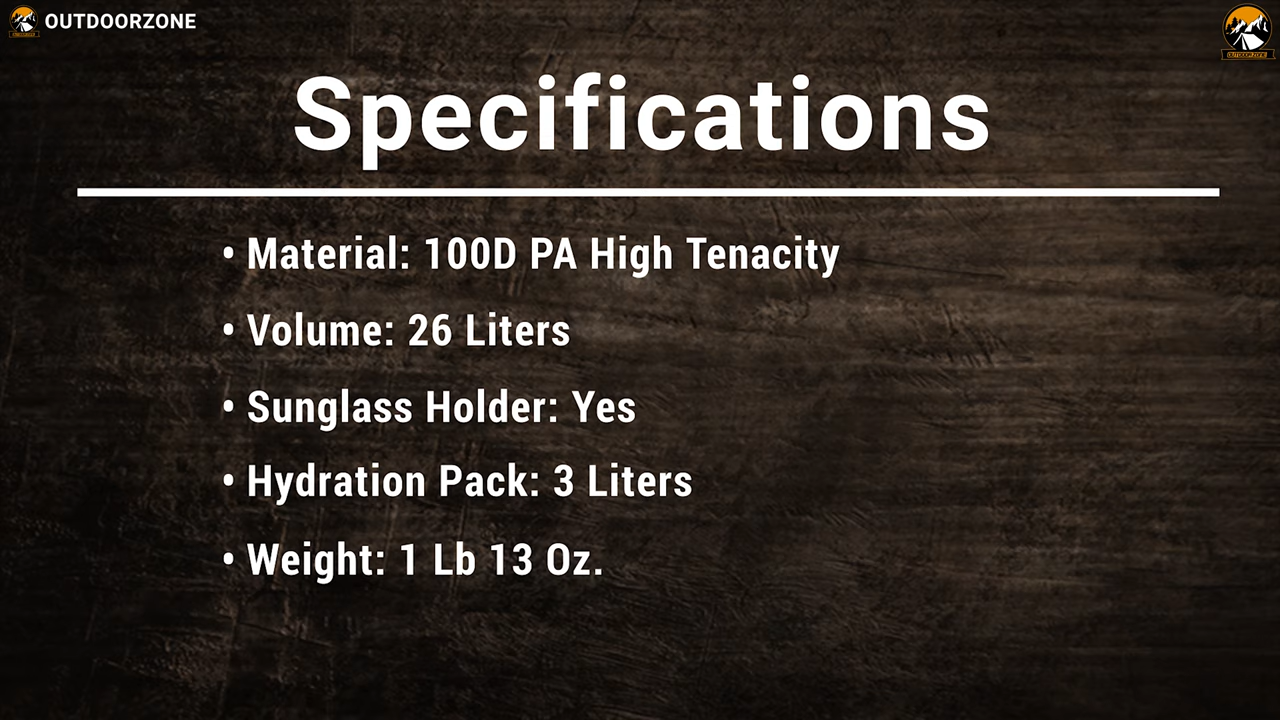 OUTDOORZONE
OUTDOORZONE
Specifications
• Material: 100D PA High Tenacity
• Volume: 26 Liters
• Sunglass Holder: Yes
• Hydration Pack: 3 Liters
• Weight: 1 Lb 13 Oz.